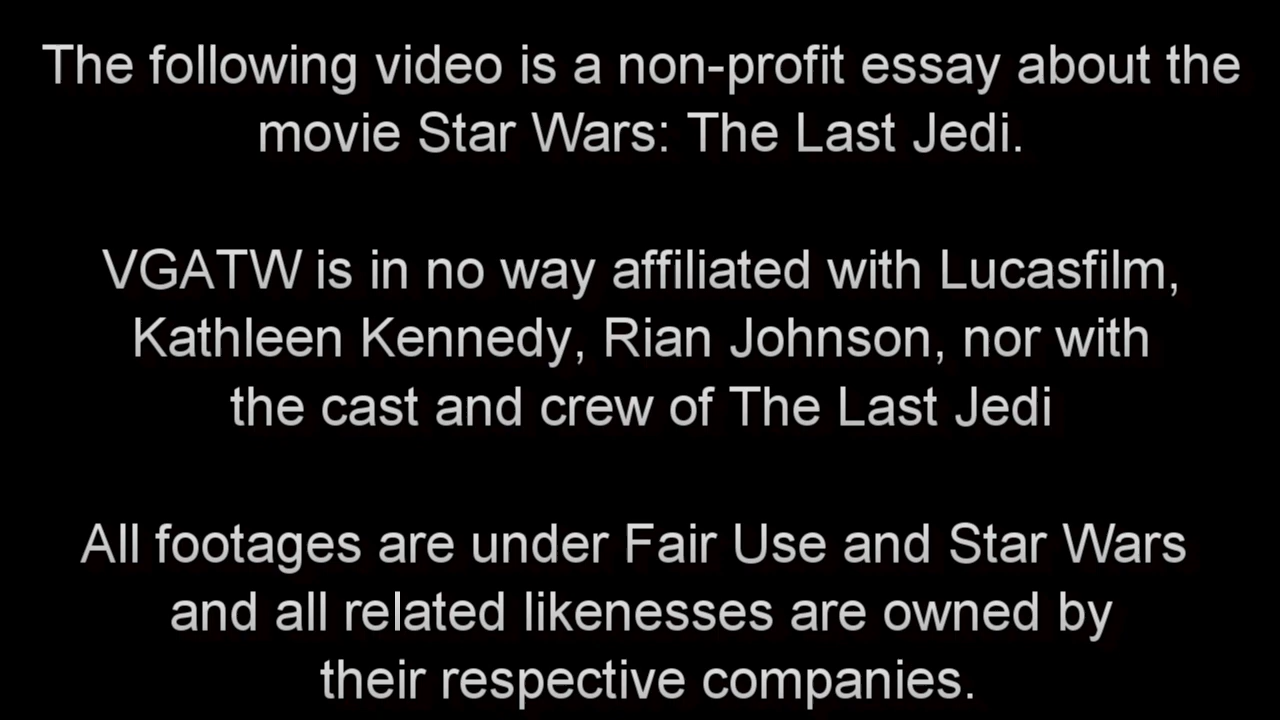 The following video is a non-profit essay about the
movie Star Wars: The Last Jedi.
VGATW is in no way affiliated with Lucasfilm,
Kathleen Kennedy, Rian Johnson, nor with
the cast and crew of The Last Jedi
All footages are under Fair Use and Star Wars
and all related likenesses are owned by
their respective companies.